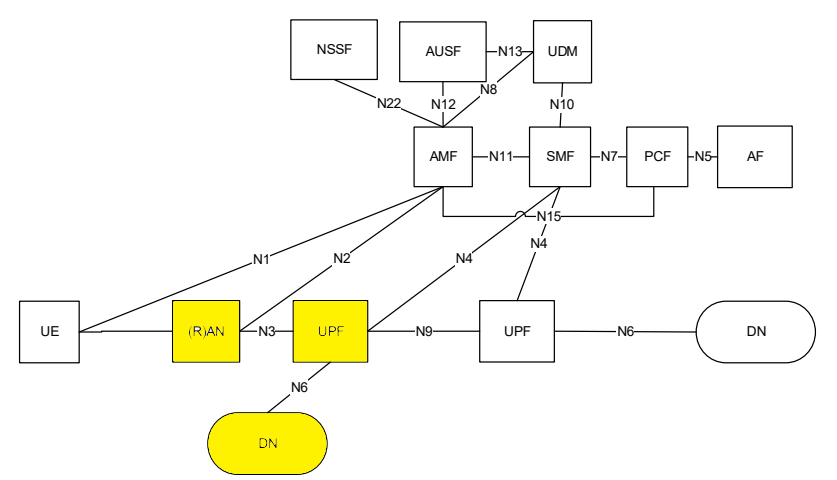 NSSF
AUSF
N13
UDM
N22
N12
N8
N10
AMF
N11
SMF
N7
PCF
N5
AF
N15
N1
N2
N4
N4
UE
(R)AN
N3
UPF
N9
UPF
N6
DN
N6
DN